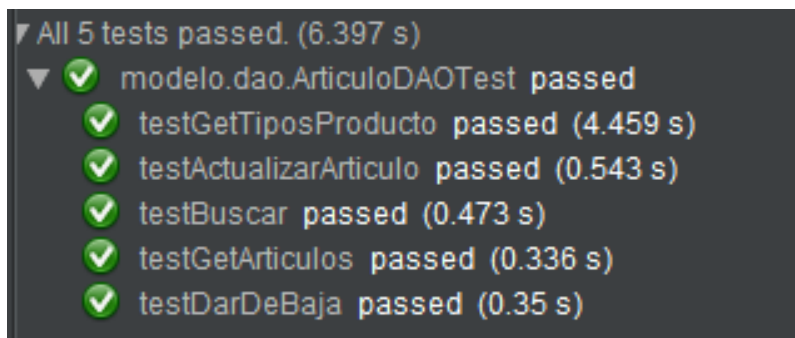 All 5 tests passed. (6.397 s)
modelo.dao.ArticuloDAOTest passed
testGetTiposProducto passed (4.459 s)
testActualizarArticulo passed (0.543 s)
testBuscar passed (0.473 s)
testGetArticulos passed (0.336 s)
testDarDeBaja passed (0.35 s)